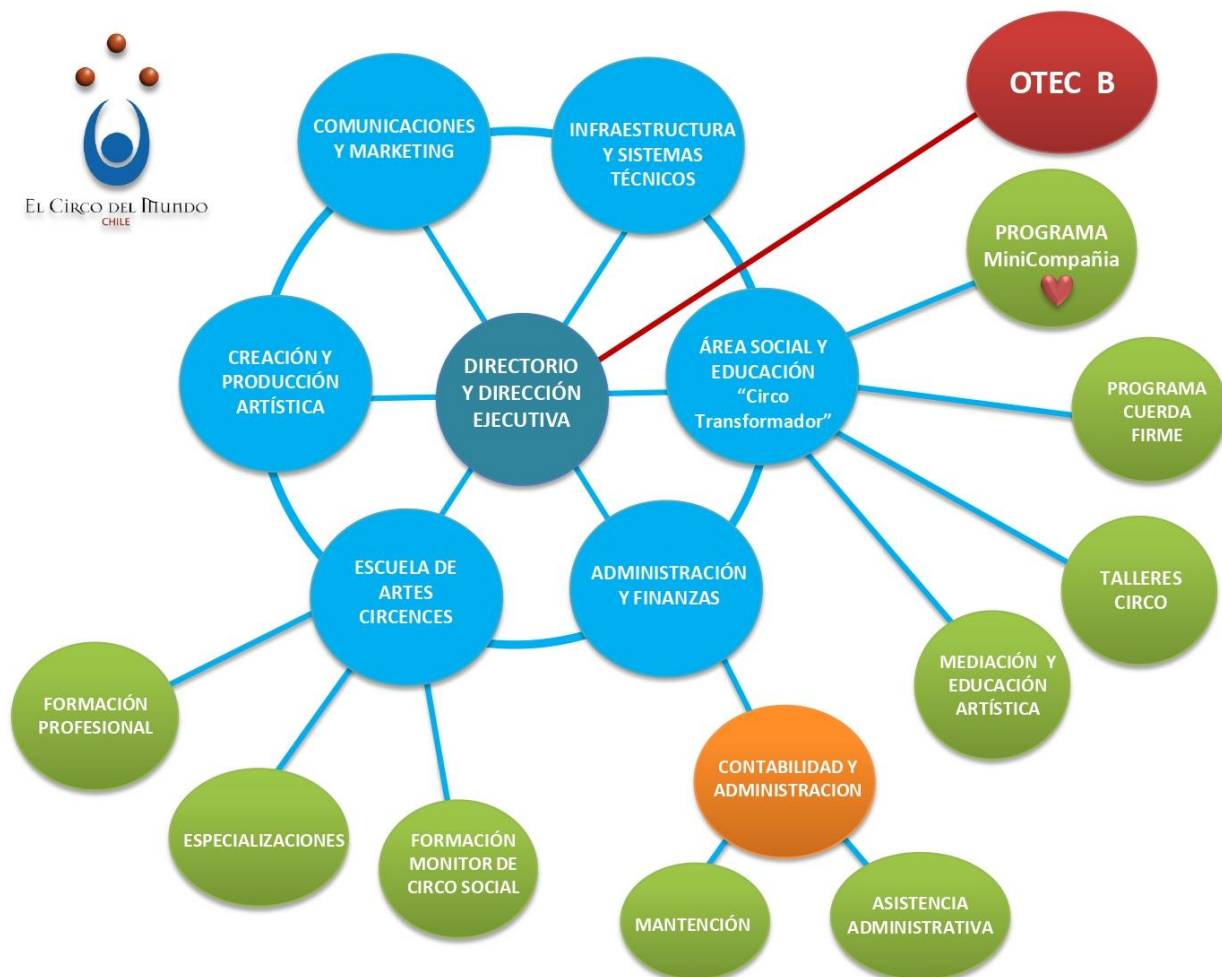 EL CIRCO DEL MUNDO
CHILE
COMUNICACIONES
Y MARKETING
INFRAESTRUCTURA
Y SISTEMAS
TÉCNICOS
OTEC B
PROGRAMA
MiniCompañia
CREACIÓN Y
PRODUCCIÓN
ARTÍSTICA
DIRECTORIO
Y DIRECCIÓN
EJECUTIVA
ÁREA SOCIAL Y
EDUCACIÓN
“Circo
Transformador”
PROGRAMA
CUERDA
FIRME
ESCUELA DE
ARTES
CIRCENCES
ADMINISTRACIÓN
Y FINANZAS
TALLERES
CIRCO
MEDIACIÓN Y
EDUCACIÓN
ARTÍSTICA
FORMACIÓN
PROFESIONAL
ESPECIALIZACIONES
FORMACIÓN
MONITOR DE
CIRCO SOCIAL
CONTABILIDAD Y
ADMINISTRACION
MANTENCIÓN
ASISTENCIA
ADMINISTRATIVA